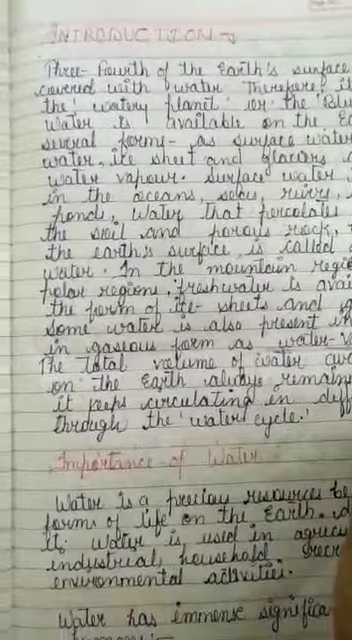 INTRODUCTION →
Three-fourth of the Earth's surface
covered with water. Therefore, it
the 'watery planet' or the 'Blu
Water is available on the Ea
several forms- as surface water
water, ice sheet and glaciers
water vapour. Surface water
in the oceans, seas, rivers,
ponds, Water that percolates
the soil and porous rock,
the earth's surface, is called
water. In the mountain regio
polar regions, freshwater is avai
the form of ice- sheets and
some water is also present in
in gaseous form as water-v
The total volume of water
on the Earth always remains
it keeps circulating in diff
through the 'water cycle.'
Importance of Water
Water is a precious resources
forms of life on the Earth.
it. Water is used in agricu
industrial, household,
environmental activities.
Water has immense significa